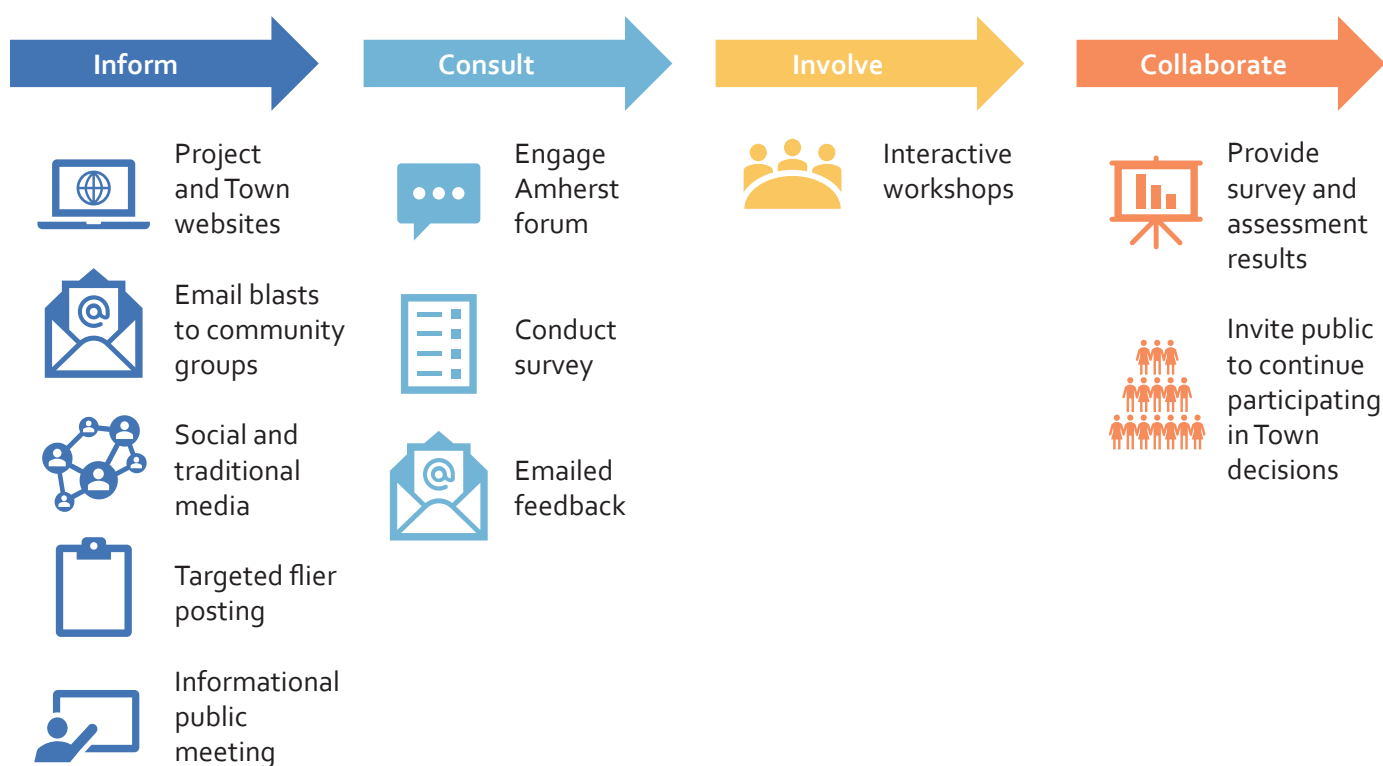 Inform
Project
and Town
websites
Email blasts
to community
groups
Social and
traditional
media
Targeted flier
posting
Informational
public
meeting
Consult
Engage
Amherst
forum
Conduct
survey
Emailed
feedback
Involve
Interactive
workshops
Collaborate
Provide
survey and
assessment
results
Invite public
to continue
participating
in Town
decisions